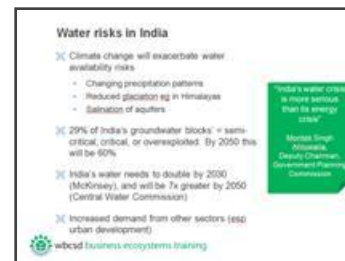 Water risks in India
Climate change will exacerbate water
availability risks
Changing precipitation patterns
Reduced glaciation eg in Himalayas
Salination of aquifers
29% of India's groundwater blocks' = semi-
critical, critical, or overexploited. By 2050 this
will be 60%
India's water needs to double by 2030
(McKinsey), and will be 7x greater by 2050
(Central Water Commission)
Increased demand from other sectors (esp
urban development)
"India's water crisis
is more serious
than its energy
crisis"
Montek Singh
Ahluwalia,
Deputy Chairman,
Government Planning
Commission
wbcsd business ecosystems training